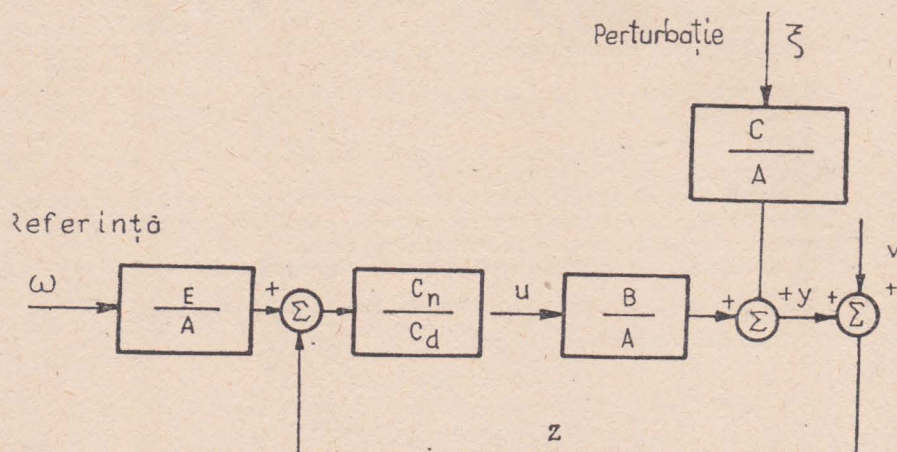 Perturbație
ξ
C
A
Referință
ω
E
A
+
Σ
Cn
Cd
u
B
A
+
Σ
+
y
+
Σ
v
+
z